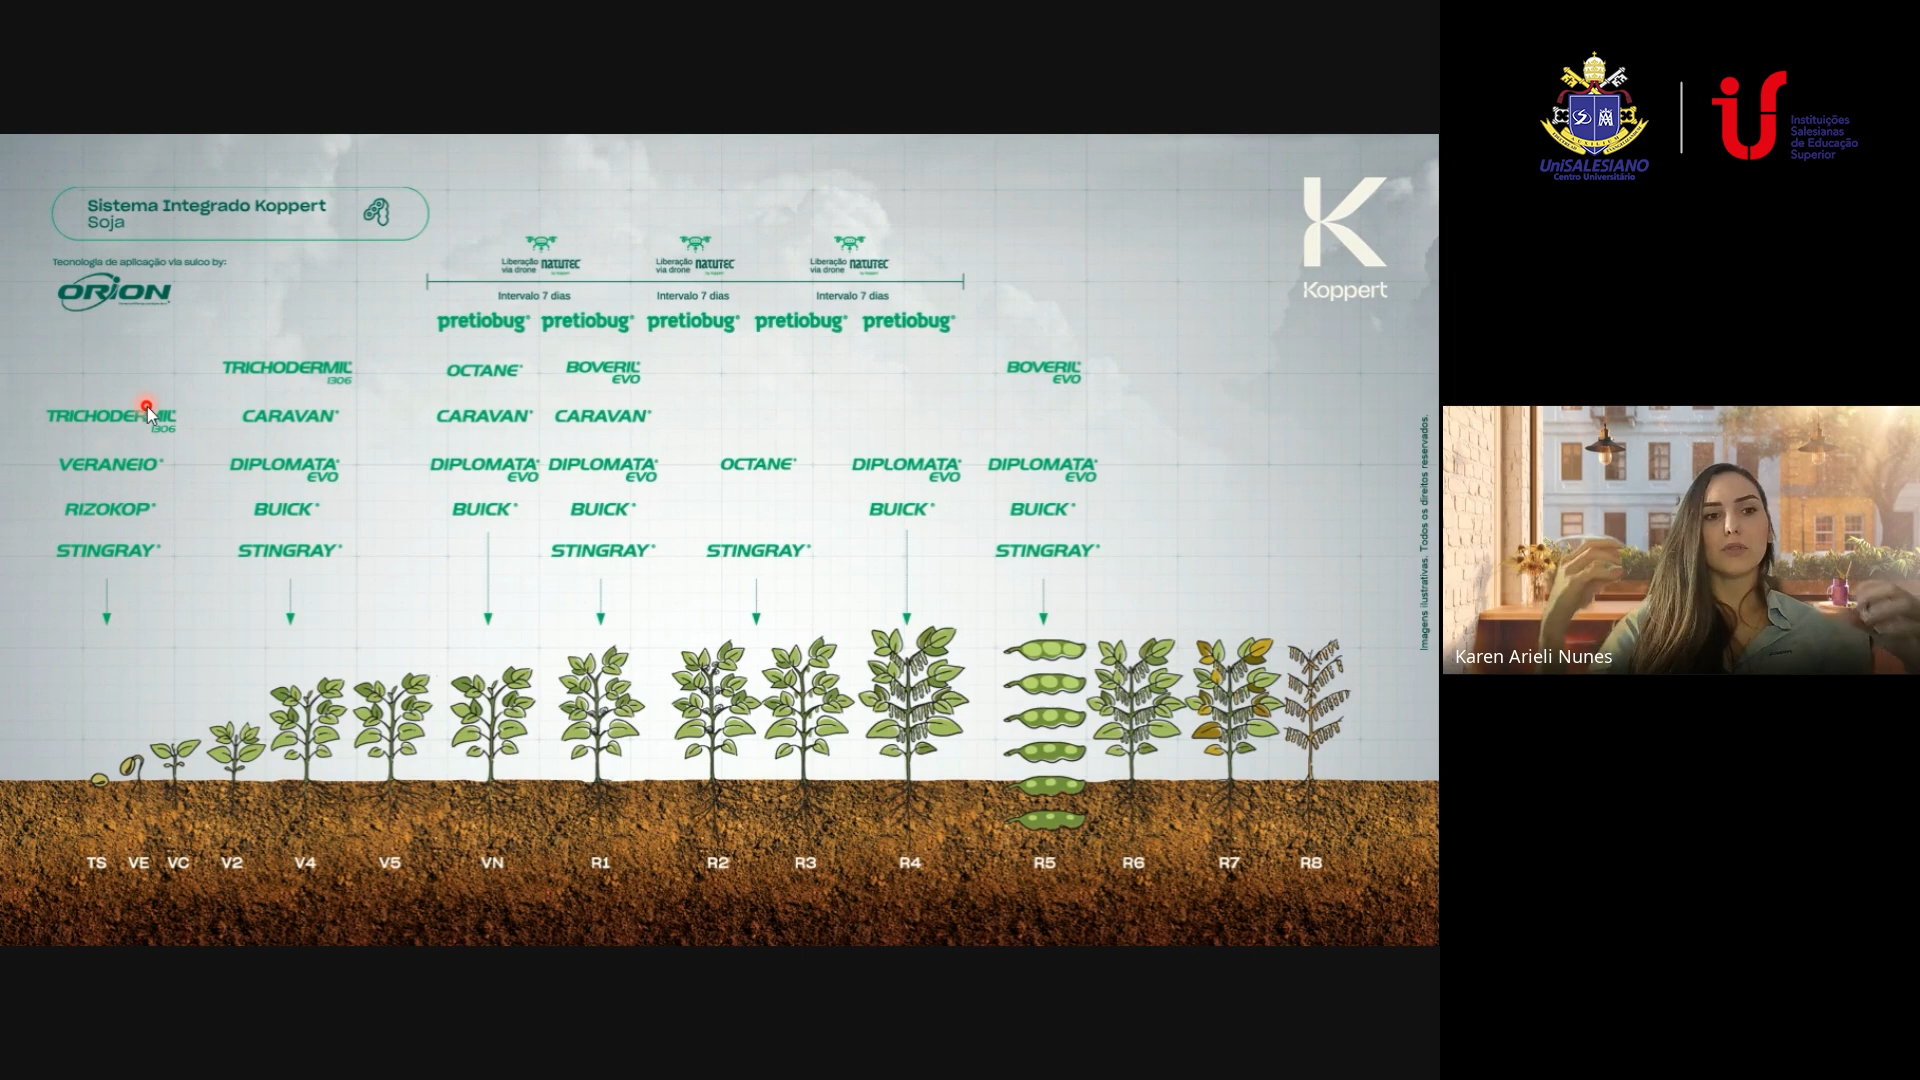 Sistema Integrado Koppert
Soja
Tecnologia de aplicação via sulco by:
ORION
Liberação via drone NATUTEC
Liberação via drone NATUTEC
Liberação via drone NATUTEC
Intervalo 7 dias
Intervalo 7 dias
Intervalo 7 dias
pretiobug® pretiobug® pretiobug® pretiobug® pretiobug®
Koppert
TRICHODERMIL® 1306
OCTANE®
BOVERIL® EVO
BOVERIL® EVO
TRICHODERMIL® 1306
CARAVAN®
CARAVAN®
CARAVAN®
VERANEIO®
DIPLOMATA® EVO
DIPLOMATA® EVO
DIPLOMATA® EVO
OCTANE®
DIPLOMATA® EVO
DIPLOMATA® EVO
RIZOKOP®
BUICK®
BUICK®
BUICK®
BUICK®
BUICK®
STINGRAY®
STINGRAY®
STINGRAY®
STINGRAY®
STINGRAY®
Imagens ilustrativas. Todos os direitos reservados.
TS VE VC V2 V4 V5 VN R1 R2 R3 R4 R5 R6 R7 R8
UniSALESIANO
Centro Universitário
Instituições
Salesianas
de Educação
Superior
Karen Arieli Nunes